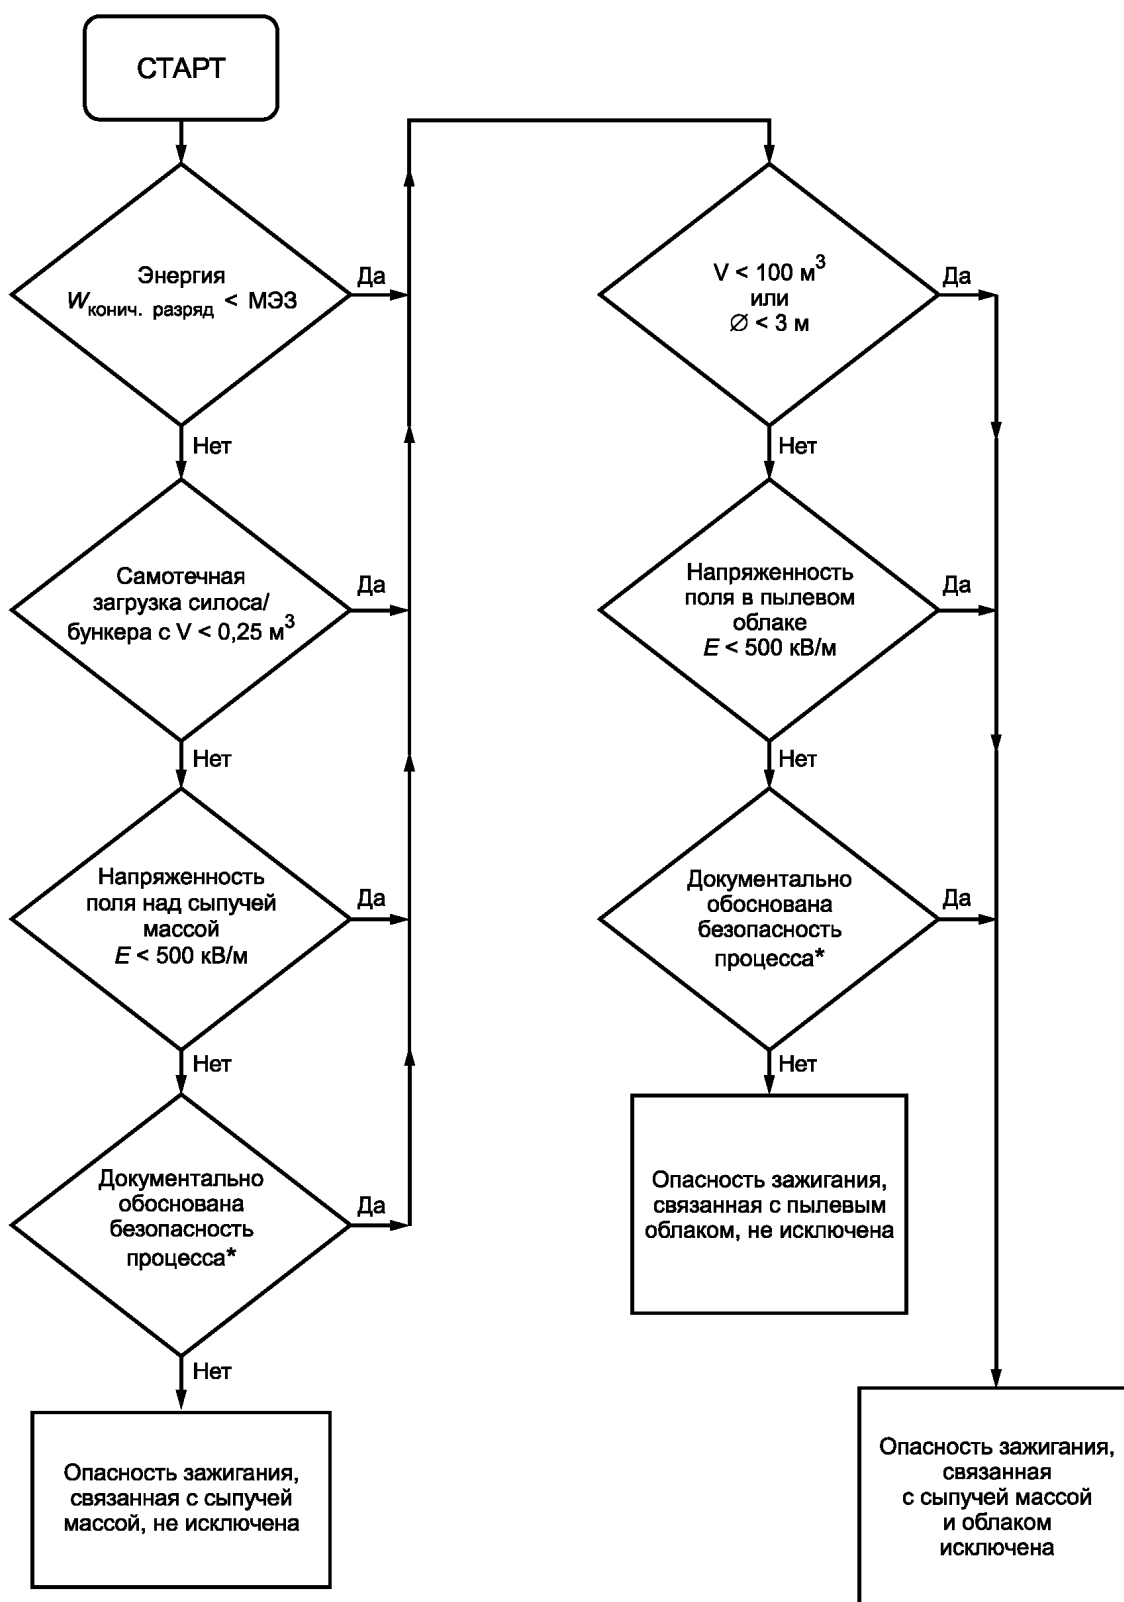 СТАРТ
Энергия
Wконич. разряд < МЭЗ
Да
Нет
Самотечная
загрузка силоса/
бункера с V < 0,25 м³
Да
Нет
Напряженность
поля над сыпучей
массой
E < 500 кВ/м
Да
Нет
Документально
обоснована
безопасность
процесса*
Да
Нет
Опасность зажигания,
связанная с сыпучей
массой, не исключена
V < 100 м³
или
∅ < 3 м
Да
Нет
Напряженность
поля в пылевом
облаке
E < 500 кВ/м
Да
Нет
Документально
обоснована
безопасность
процесса*
Да
Нет
Опасность зажигания,
связанная с пылевым
облаком, не исключена
Опасность зажигания,
связанная
с сыпучей массой
и облаком
исключена